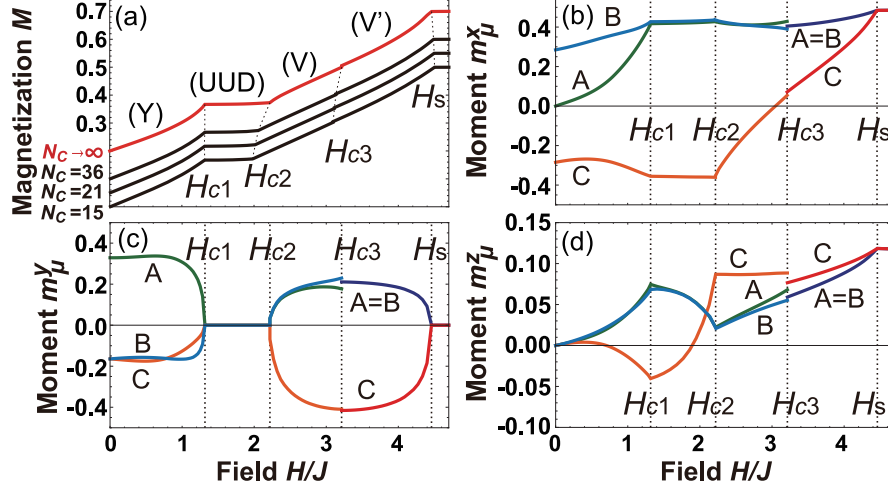 (a)
Magnetization M
0.7
0.6
0.5
0.4
0.3
N_C→∞
N_C=36
N_C=21
N_C=15
(Y)
(UUD)
(V)
(V')
H_c1
H_c2
H_c3
H_s
(b)
Moment m^x_μ
0.4
0.2
0.0
-0.2
-0.4
B
A
C
A=B
C
H_c1
H_c2
H_c3
H_s
(c)
Moment m^y_μ
0.4
0.2
0.0
-0.2
-0.4
A
B
C
A=B
C
H_c1
H_c2
H_c3
H_s
0 1 2 3 4
Field H/J
(d)
Moment m^z_μ
0.15
0.10
0.05
0.00
-0.05
-0.10
C
A
B
C
A=B
H_c1
H_c2
H_c3
H_s
0 1 2 3 4
Field H/J